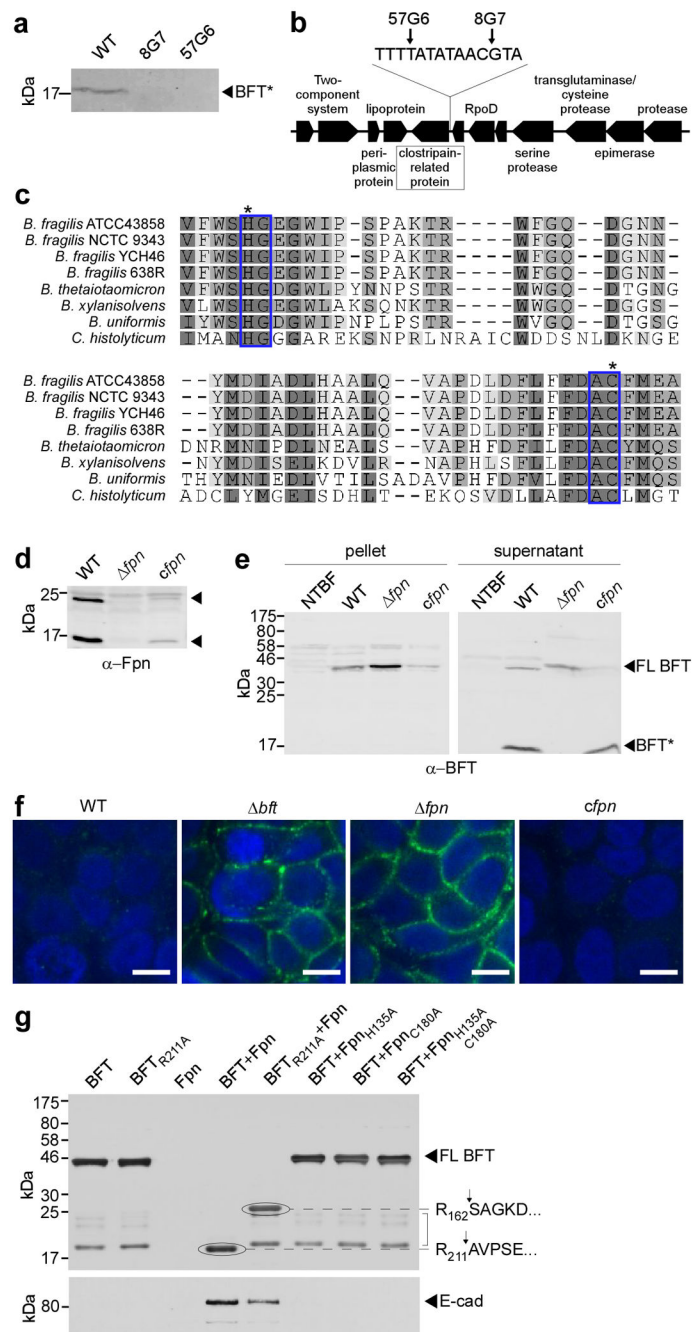 a
WT 8G7 57G6
kDa
17
BFT*
b
57G6 8G7
TTTTATATAACGTA
Two-component system
lipoprotein
RpoD
transglutaminase/ cysteine protease
protease
peri-plasmic protein
clostripain-related protein
serine protease
epimerase
c
* 
B. fragilis ATCC43858 VFWSHGEGWIP-SPAKTR----WFGQ--DGNN-
B. fragilis NCTC 9343 VFWSHGEGWIP-SPAKTR----WFGQ--DGNN-
B. fragilis YCH46 VFWSHGEGWIP-SPAKTR----WFGQ--DGNN-
B. fragilis 638R VFWSHGEGWIP-SPAKTR----WFGQ--DGNN-
B. thetaiotaomicron VFWSHGDGWLPYNNPSTR----WWGQ--DTGNG
B. xylanisolvens VLWSHGEGWLAKSQNKTR----WWGQ--DGGS-
B. uniformis IYWSHGDGWIPNPLPSTR----WVGQ--DTGSG
C. histolyticum IMANHGGGAREKSNPRLNRAICWDDSNLDKNGE
*
B. fragilis ATCC43858 --YMDIADLHAALQ--VAPDLDFLFFDACFMEA
B. fragilis NCTC 9343 --YMDIADLHAALQ--VAPDLDFLFFDACFMEA
B. fragilis YCH46 --YMDIADLHAALQ--VAPDLDFLFFDACFMEA
B. fragilis 638R --YMDIADLHAALQ--VAPDLDFLFFDACFMEA
B. thetaiotaomicron DNRMNIPDLNEALS--VAPHFDFILFDACYMQS
B. xylanisolvens -NYMDISELKDVLR--NAPHLSFLLFDACFMQS
B. uniformis THYMNIEDLVTILSADAVPHFDFVLFDACFMQS
C. histolyticum ADCLYMGEISDHLT--EKQSVDLLAFDACLMGT
d
WT Δfpn cfpn
kDa
25
17
α–Fpn
e
pellet supernatant
NTBF WT Δfpn cfpn NTBF WT Δfpn cfpn
kDa
175
80
58
46
30
25
17
FL BFT
BFT*
α–BFT
f
WT Δbft Δfpn cfpn
g
BFT BFTR211A Fpn BFT+Fpn BFTR211A+Fpn BFT+FpnH135A BFT+FpnC180A BFT+FpnH135A C180A
kDa
175
80
58
46
30
25
17
FL BFT
R162SAGKD...
R211AVPSE...
kDa
80
E-cad